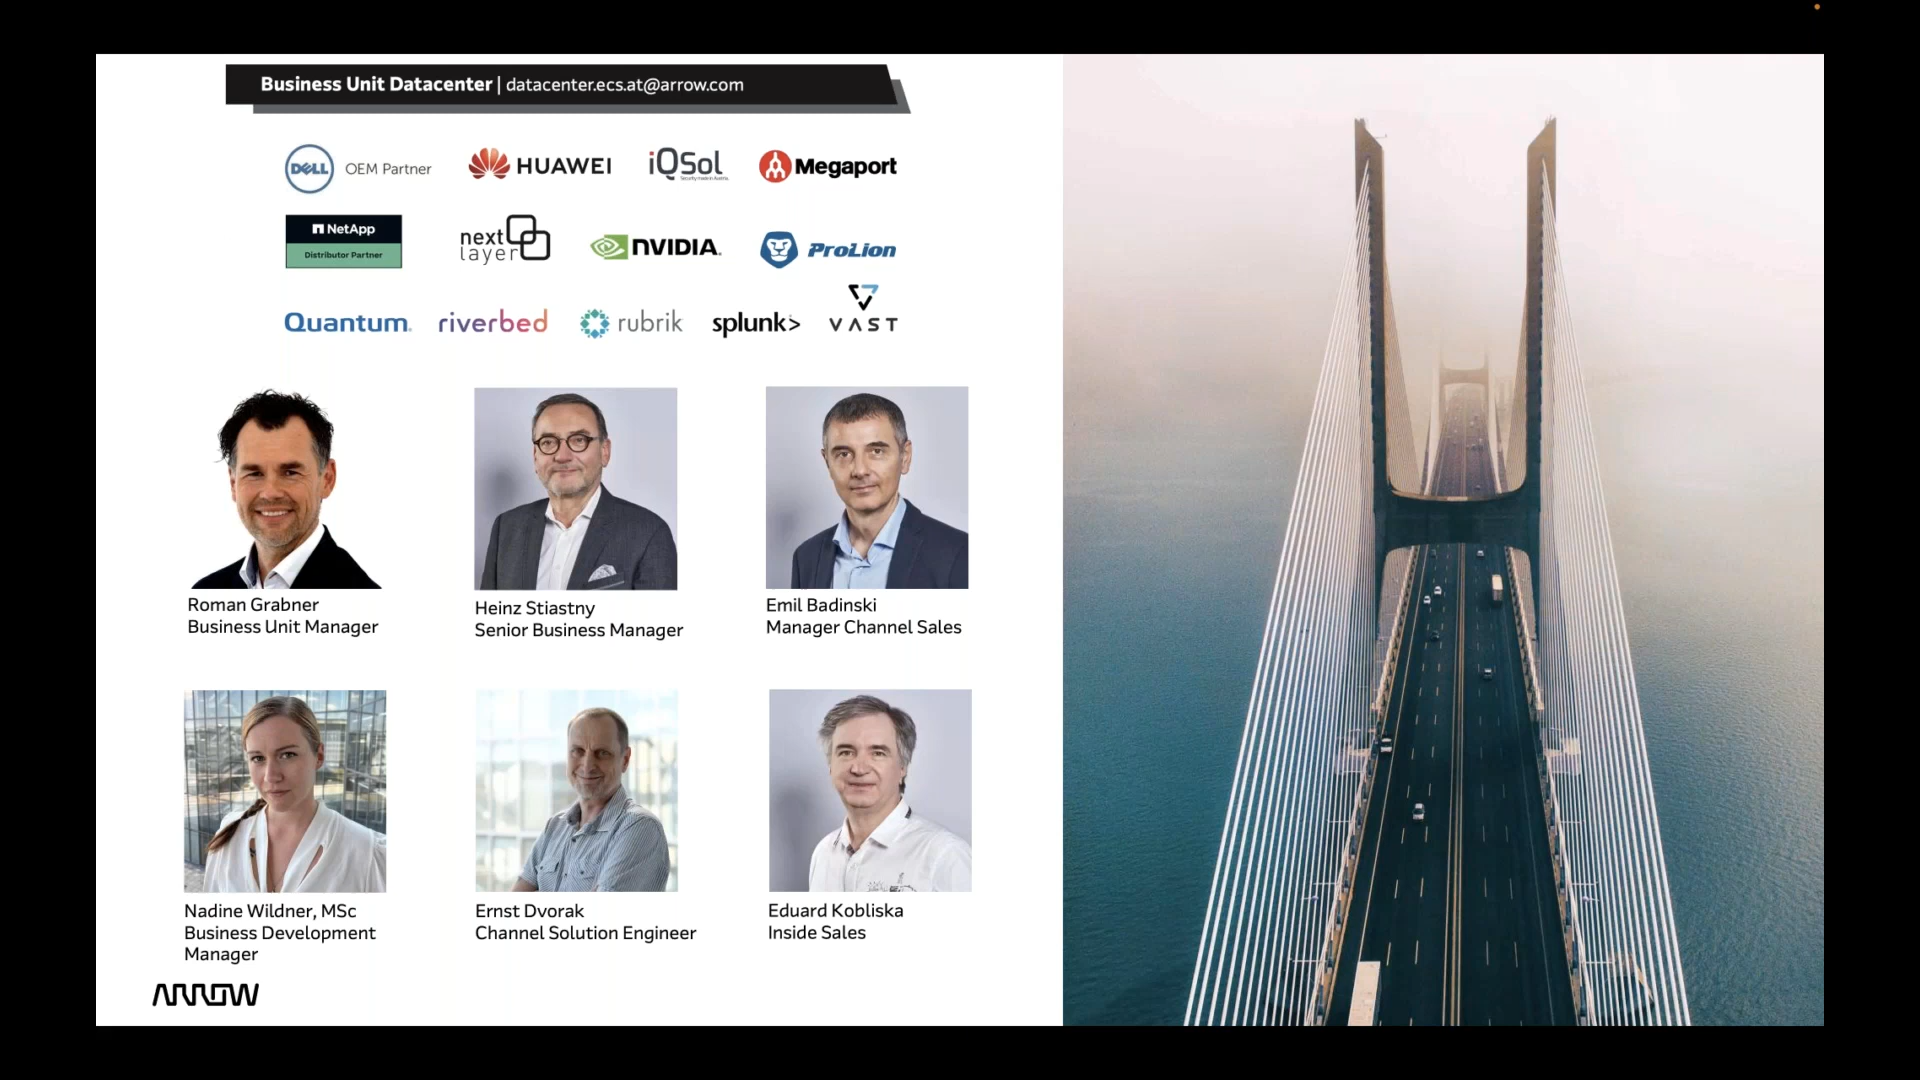 Business Unit Datacenter | datacenter.ecs.at@arrow.com
DELL OEM Partner
HUAWEI
iQSol
Megaport
NetApp
Distributor Partner
next
layer
NVIDIA.
ProLion
Quantum.
riverbed
rubrik
splunk>
VAST
Roman Grabner
Business Unit Manager
Heinz Stiastny
Senior Business Manager
Emil Badinski
Manager Channel Sales
Nadine Wildner, MSc
Business Development
Manager
Ernst Dvorak
Channel Solution Engineer
Eduard Kobliska
Inside Sales
ARROW